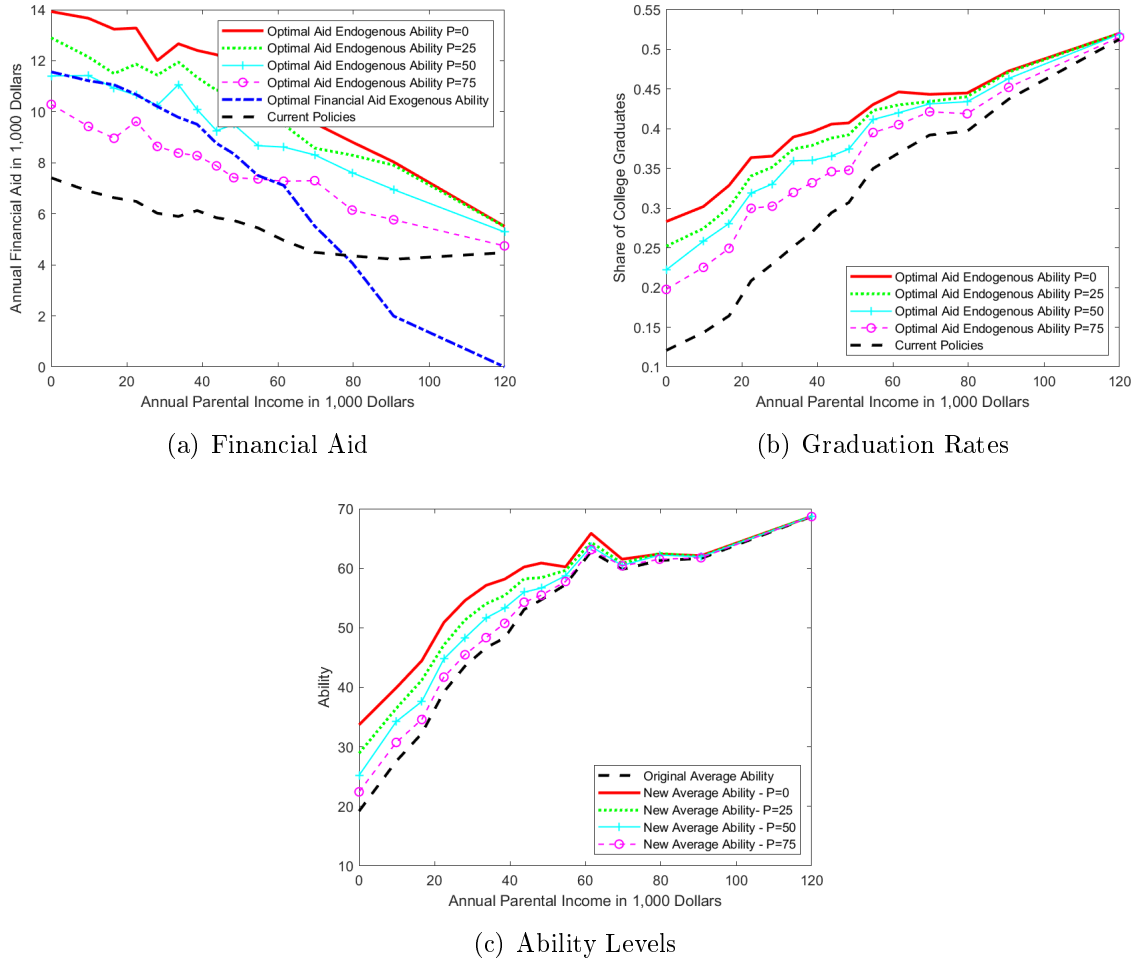 Annual Financial Aid in 1,000 Dollars
14
12
10
8
6
4
2
0
Optimal Aid Endogenous Ability P=0
Optimal Aid Endogenous Ability P=25
Optimal Aid Endogenous Ability P=50
Optimal Aid Endogenous Ability P=75
Optimal Financial Aid Exogenous Ability
Current Policies
0 20 40 60 80 100 120
Annual Parental Income in 1,000 Dollars
(a) Financial Aid
Share of College Graduates
0.55
0.5
0.45
0.4
0.35
0.3
0.25
0.2
0.15
0.1
Optimal Aid Endogenous Ability P=0
Optimal Aid Endogenous Ability P=25
Optimal Aid Endogenous Ability P=50
Optimal Aid Endogenous Ability P=75
Current Policies
0 20 40 60 80 100 120
Annual Parental Income in 1,000 Dollars
(b) Graduation Rates
Ability
70
60
50
40
30
20
10
Original Average Ability
New Average Ability - P=0
New Average Ability- P=25
New Average Ability - P=50
New Average Ability - P=75
0 20 40 60 80 100 120
Annual Parental Income in 1,000 Dollars
(c) Ability Levels